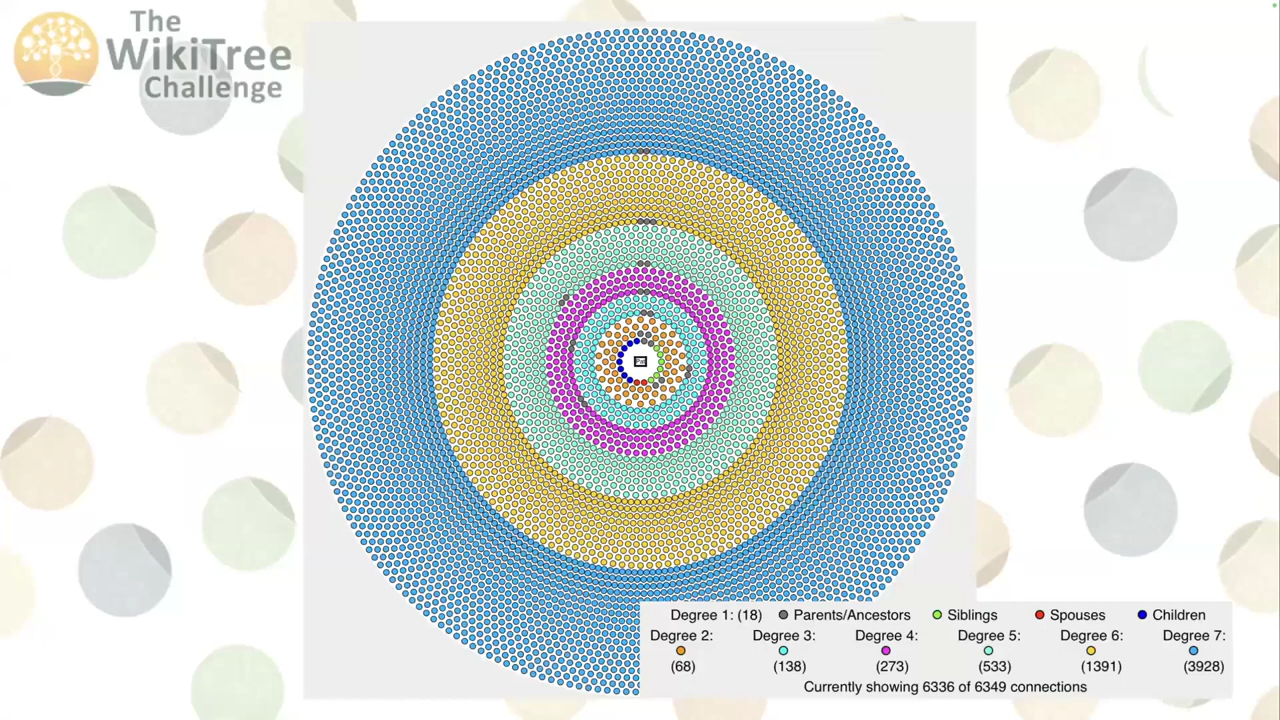 The
WikiTree
Challenge
Degree 1: (18) Parents/Ancestors Siblings Spouses Children
Degree 2: Degree 3: Degree 4: Degree 5: Degree 6: Degree 7:
(68) (138) (273) (533) (1391) (3928)
Currently showing 6336 of 6349 connections